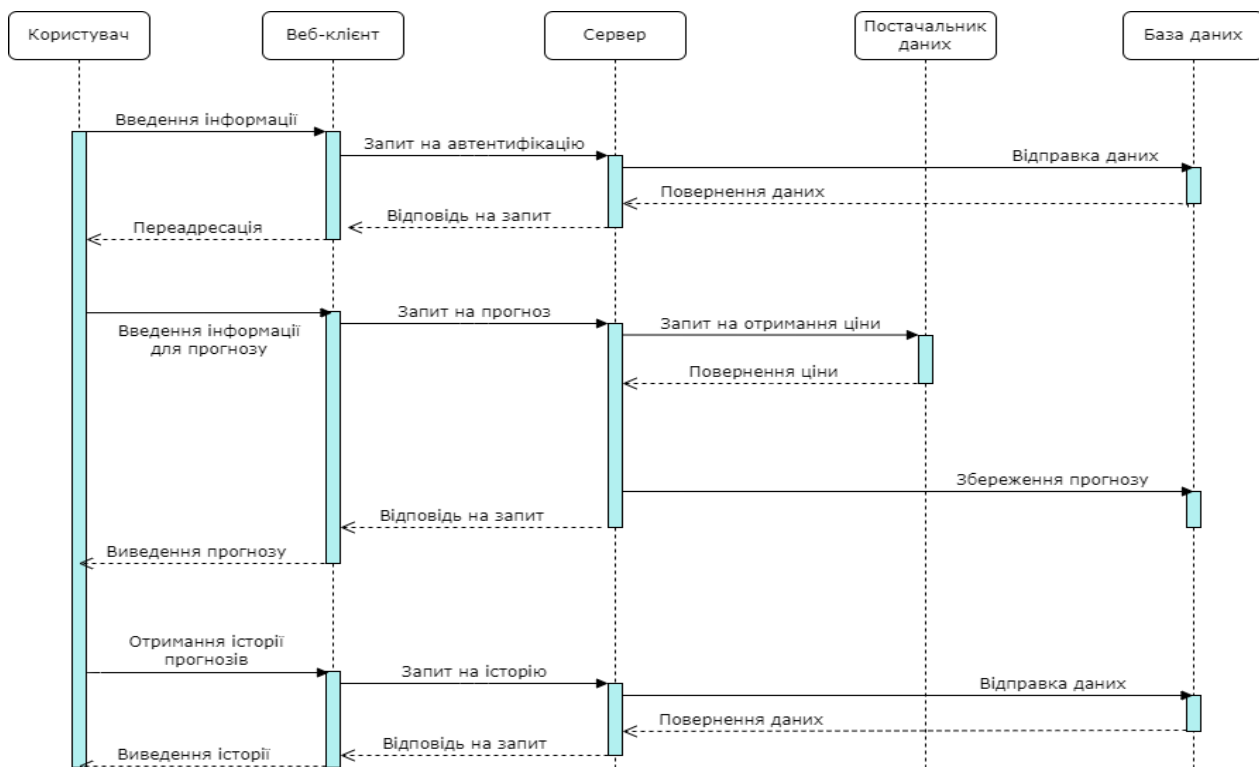 Користувач
Веб-клієнт
Сервер
Постачальник
даних
База даних
Введення інформації
Запит на автентифікацію
Відправка даних
Повернення даних
Відповідь на запит
Переадресація
Запит на прогноз
Введення інформації
для прогнозу
Запит на отримання ціни
Повернення ціни
Збереження прогнозу
Відповідь на запит
Виведення прогнозу
Отримання історії
прогнозів
Запит на історію
Відправка даних
Повернення даних
Відповідь на запит
Виведення історії